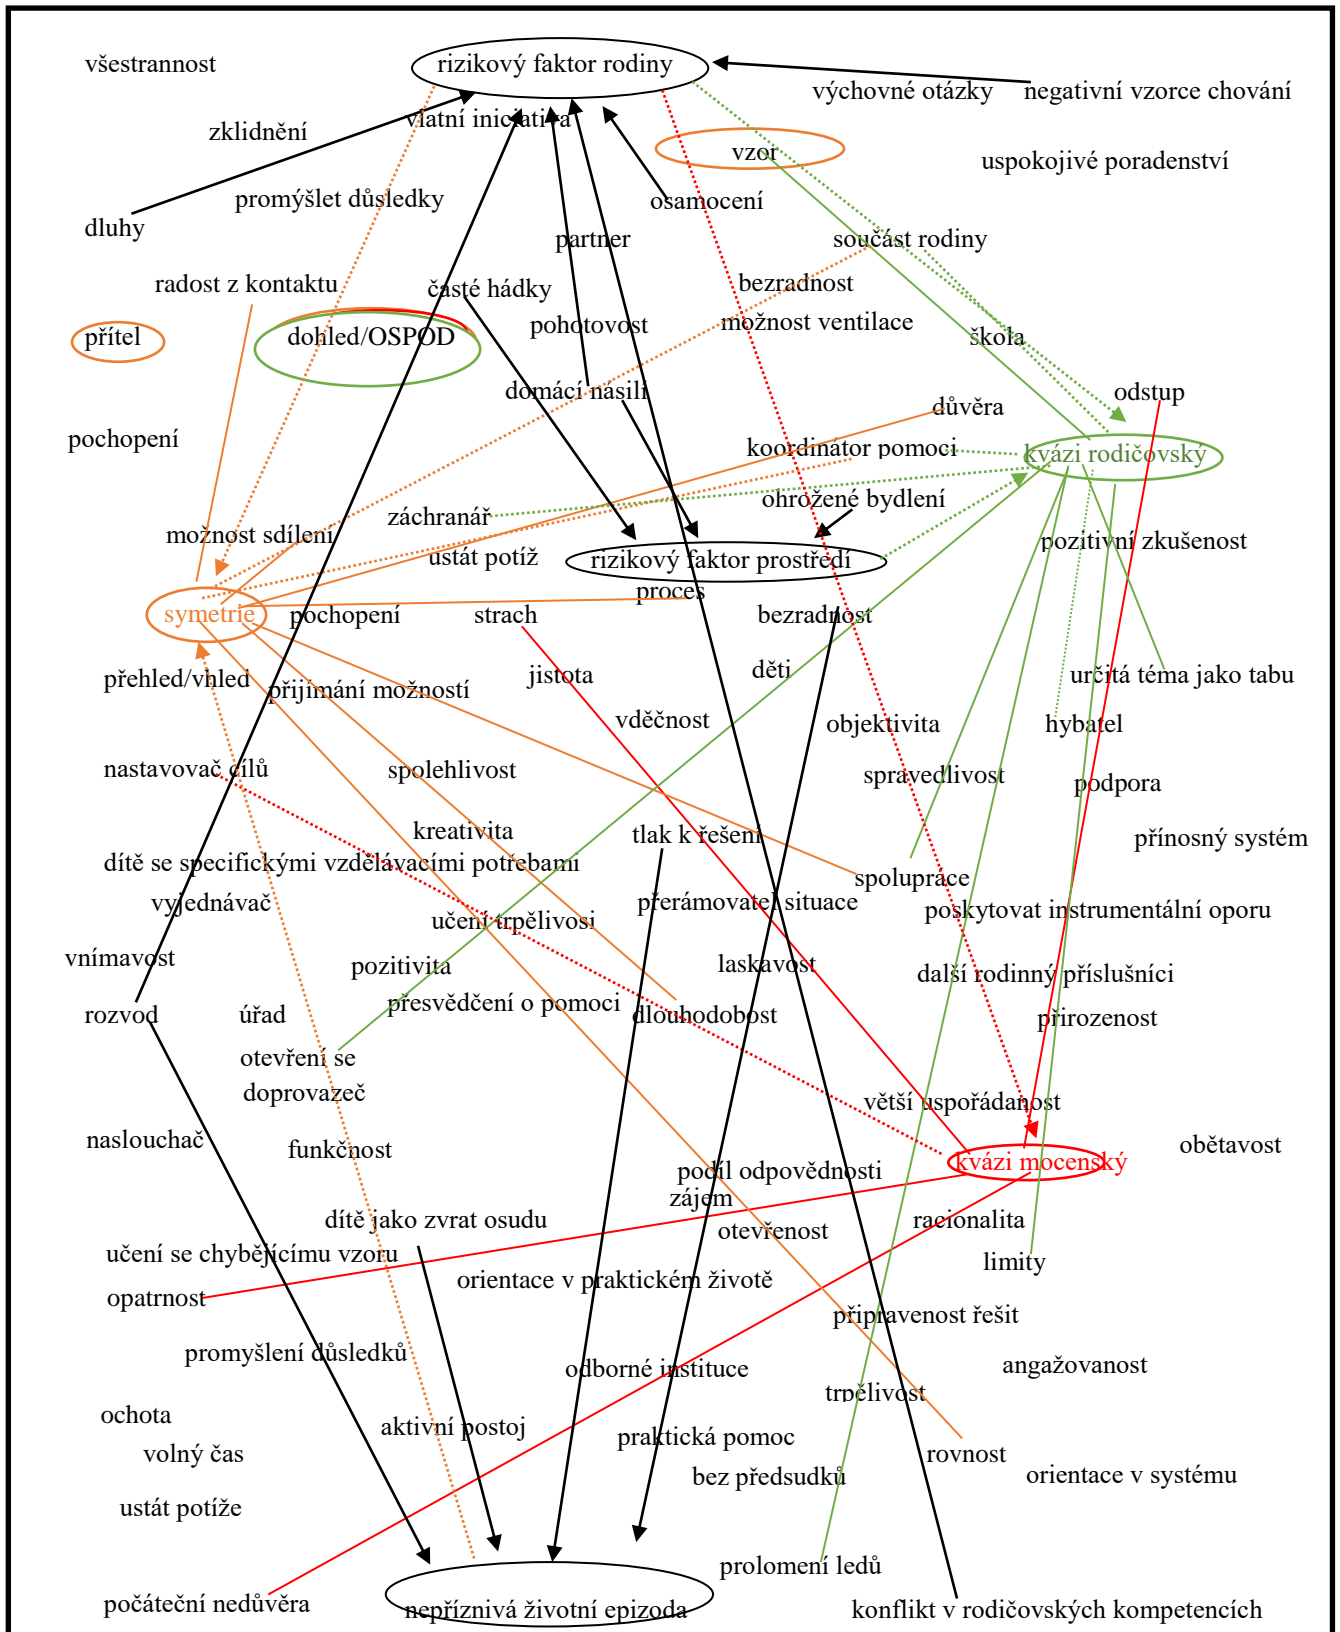 všestrannost
rizikový faktor rodiny
výchovné otázky
negativní vzorce chování
zklidnění
vlatní iniciativa
vzor
uspokojivé poradenství
promýšlet důsledky
osamocení
dluhy
partner
součást rodiny
radost z kontaktu
časté hádky
bezradnost
přítel
dohled/OSPOD
pohotovost
možnost ventilace
škola
domácí násilí
odstup
důvěra
pochopení
koordinátor pomoci
kvázi rodičovský
ohrožené bydlení
záchranář
možnost sdílení
ustát potíž
rizikový faktor prostředí
pozitivní zkušenost
proces
symetrie
pochopení
strach
bezradnost
přehled/vhled
přijímání možností
jistota
děti
určitá téma jako tabu
vděčnost
objektivita
hybatel
nastavovač cílů
spolehlivost
spravedlivost
podpora
kreativita
tlak k řešení
přínosný systém
dítě se specifickými vzdělávacími potřebami
spolupráce
vyjednávač
učení trpělivosi
přerámovatel situace
poskytovat instrumentální oporu
vnímavost
pozitivita
laskavost
další rodinný příslušníci
přesvědčení o pomoci
rozvod
úřad
dlouhodobost
přirozenost
otevření se
doprovazeč
větší uspořádanost
naslouchač
funkčnost
obětavost
podíl odpovědnosti
kvázi mocenský
zájem
dítě jako zvrat osudu
otevřenost
racionalita
učení se chybějícímu vzoru
limity
orientace v praktickém životě
opatrnost
připravenost řešit
promyšlení důsledků
odborné instituce
angažovanost
trpělivost
ochota
aktivní postoj
praktická pomoc
volný čas
rovnost
bez předsudků
orientace v systému
ustát potíže
prolomení ledů
počáteční nedůvěra
nepříznivá životní epizoda
konflikt v rodičovských kompetencích